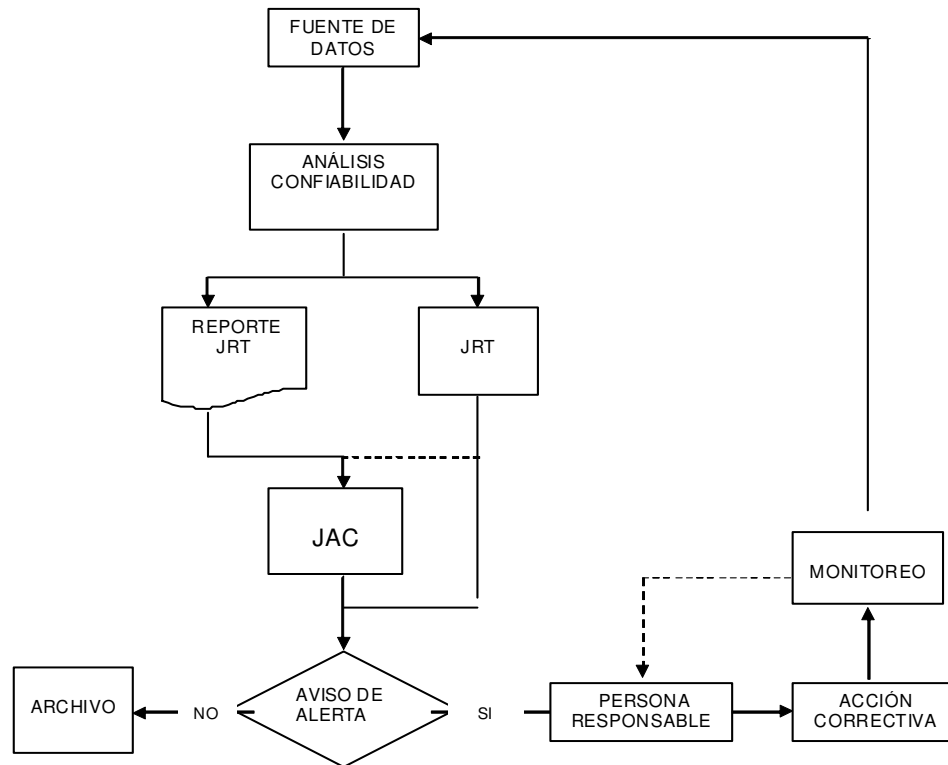 FUENTE DE
DATOS
ANÁLISIS
CONFIABILIDAD
REPORTE
JRT
JRT
JAC
MONITOREO
ARCHIVO
NO
AVISO DE
ALERTA
SI
PERSONA
RESPONSABLE
ACCIÓN
CORRECTIVA